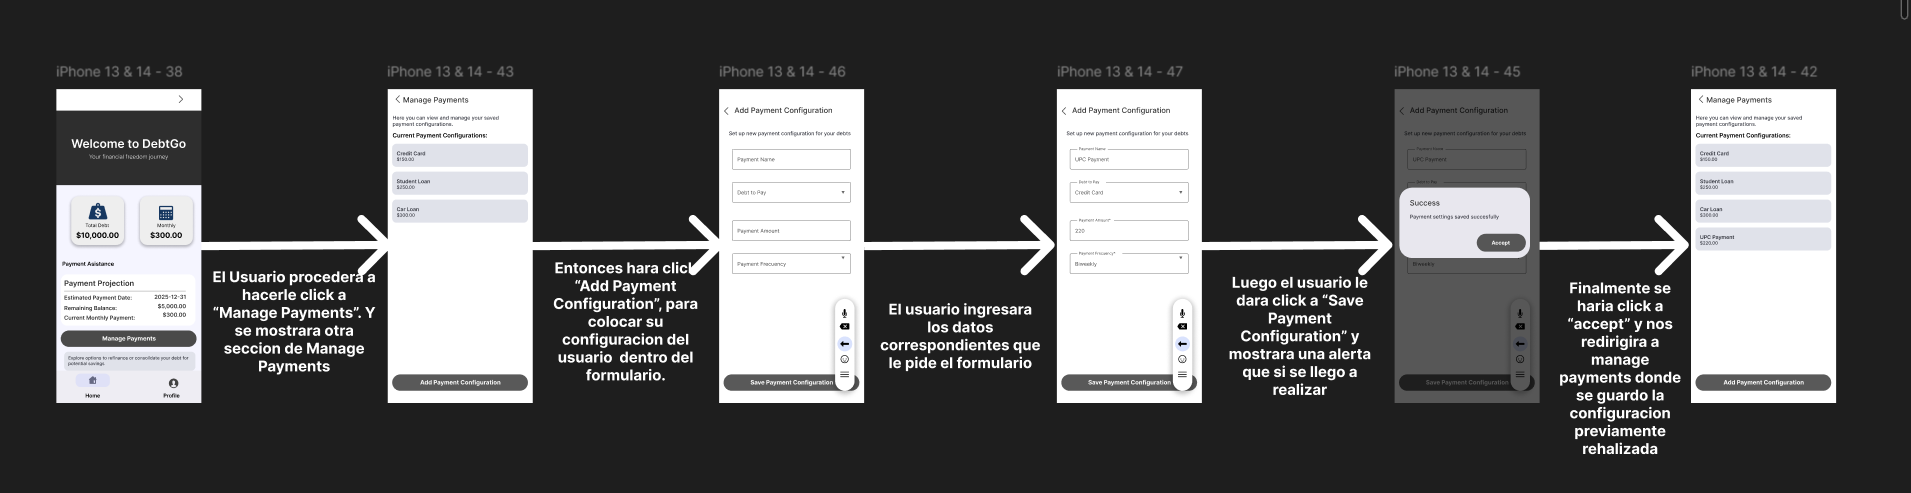 iPhone 13 & 14 - 38
Welcome to DebtGo
Your financial freedom journey
Total Debt
$10,000.00
Monthly
$300.00
Payment Asistance
Payment Projection
Estimated Payment Date: 2025-12-31
Remaining Balance: $5,000.00
Current Monthly Payment: $300.00
Manage Payments
Explore options to refinance or consolidate your debt for
potential savings.
Home
Profile
El Usuario procedera a
hacerle click a
“Manage Payments”. Y
se mostrara otra
seccion de Manage
Payments
iPhone 13 & 14 - 43
Manage Payments
Here you can view and manage your saved
payment configurations.
Current Payment Configurations:
Credit Card
$150.00
Student Loan
$250.00
Car Loan
$300.00
Add Payment Configuration
Entonces hara click
“Add Payment
Configuration”, para
colocar su
configuracion del
usuario dentro del
formulario.
iPhone 13 & 14 - 46
Add Payment Configuration
Set up new payment configuration for your debts
Payment Name
Debt to Pay
Payment Amount
Payment Frecuency
Save Payment Configuration
El usuario ingresara
los datos
correspondientes que
le pide el formulario
iPhone 13 & 14 - 47
Add Payment Configuration
Set up new payment configuration for your debts
Payment Name
UPC Payment
Debt to Pay
Credit Card
Payment Amount*
220
Payment Frecuency*
Biweekly
Save Payment Configuration
Luego el usuario le
dara click a “Save
Payment
Configuration” y
mostrara una alerta
que si se llego a
realizar
iPhone 13 & 14 - 45
Add Payment Configuration
Set up new payment configuration for your debts
Payment Name
UPC Payment
Debt to Pay
Success
Payment settings saved succesfully
Accept
Biweekly
Save Payment Configuration
Finalmente se
haria click a
“accept” y nos
redirigira a
manage
payments donde
se guardo la
configuracion
previamente
rehalizada
iPhone 13 & 14 - 42
Manage Payments
Here you can view and manage your saved
payment configurations.
Current Payment Configurations:
Credit Card
$150.00
Student Loan
$250.00
Car Loan
$300.00
UPC Payment
$220.00
Add Payment Configuration